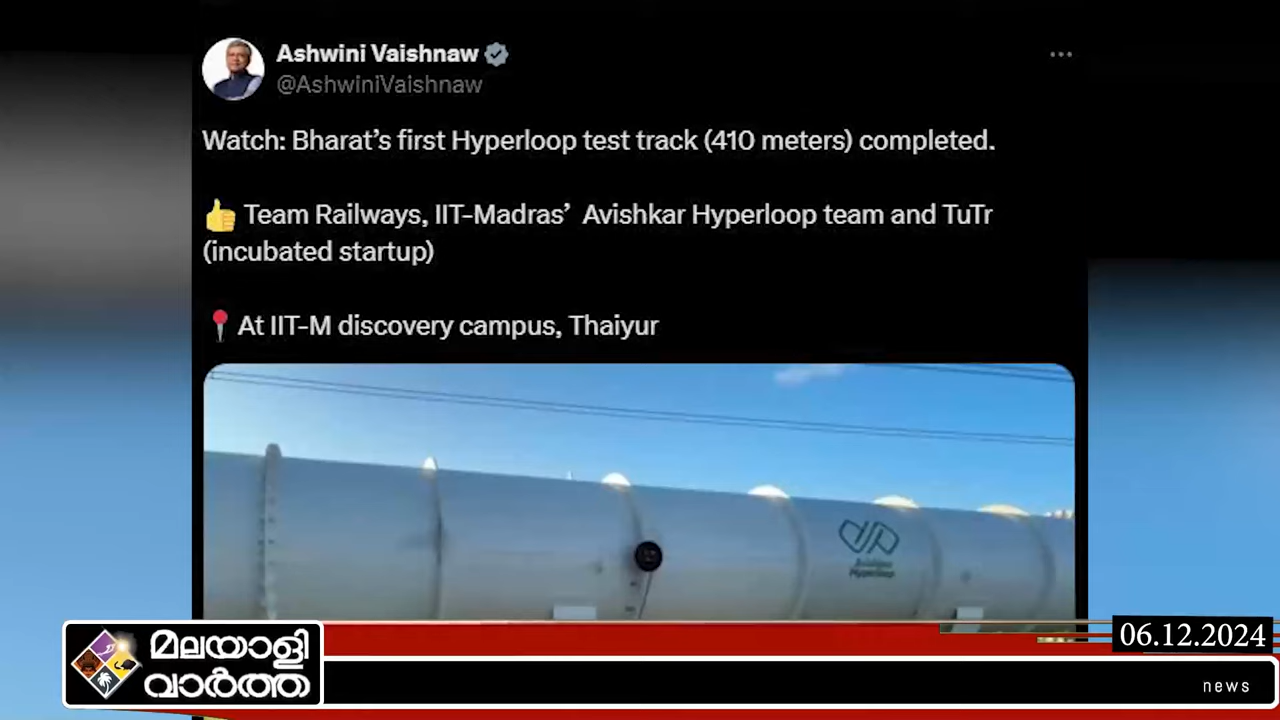 Ashwini Vaishnaw
@AshwiniVaishnaw
Watch: Bharat’s first Hyperloop test track (410 meters) completed.
👍 Team Railways, IIT-Madras’ Avishkar Hyperloop team and TuTr
(incubated startup)
📍 At IIT-M discovery campus, Thaiyur
Avishkar
Hyperloop
06.12.2024
മലയാളി
വാർത്ത
news